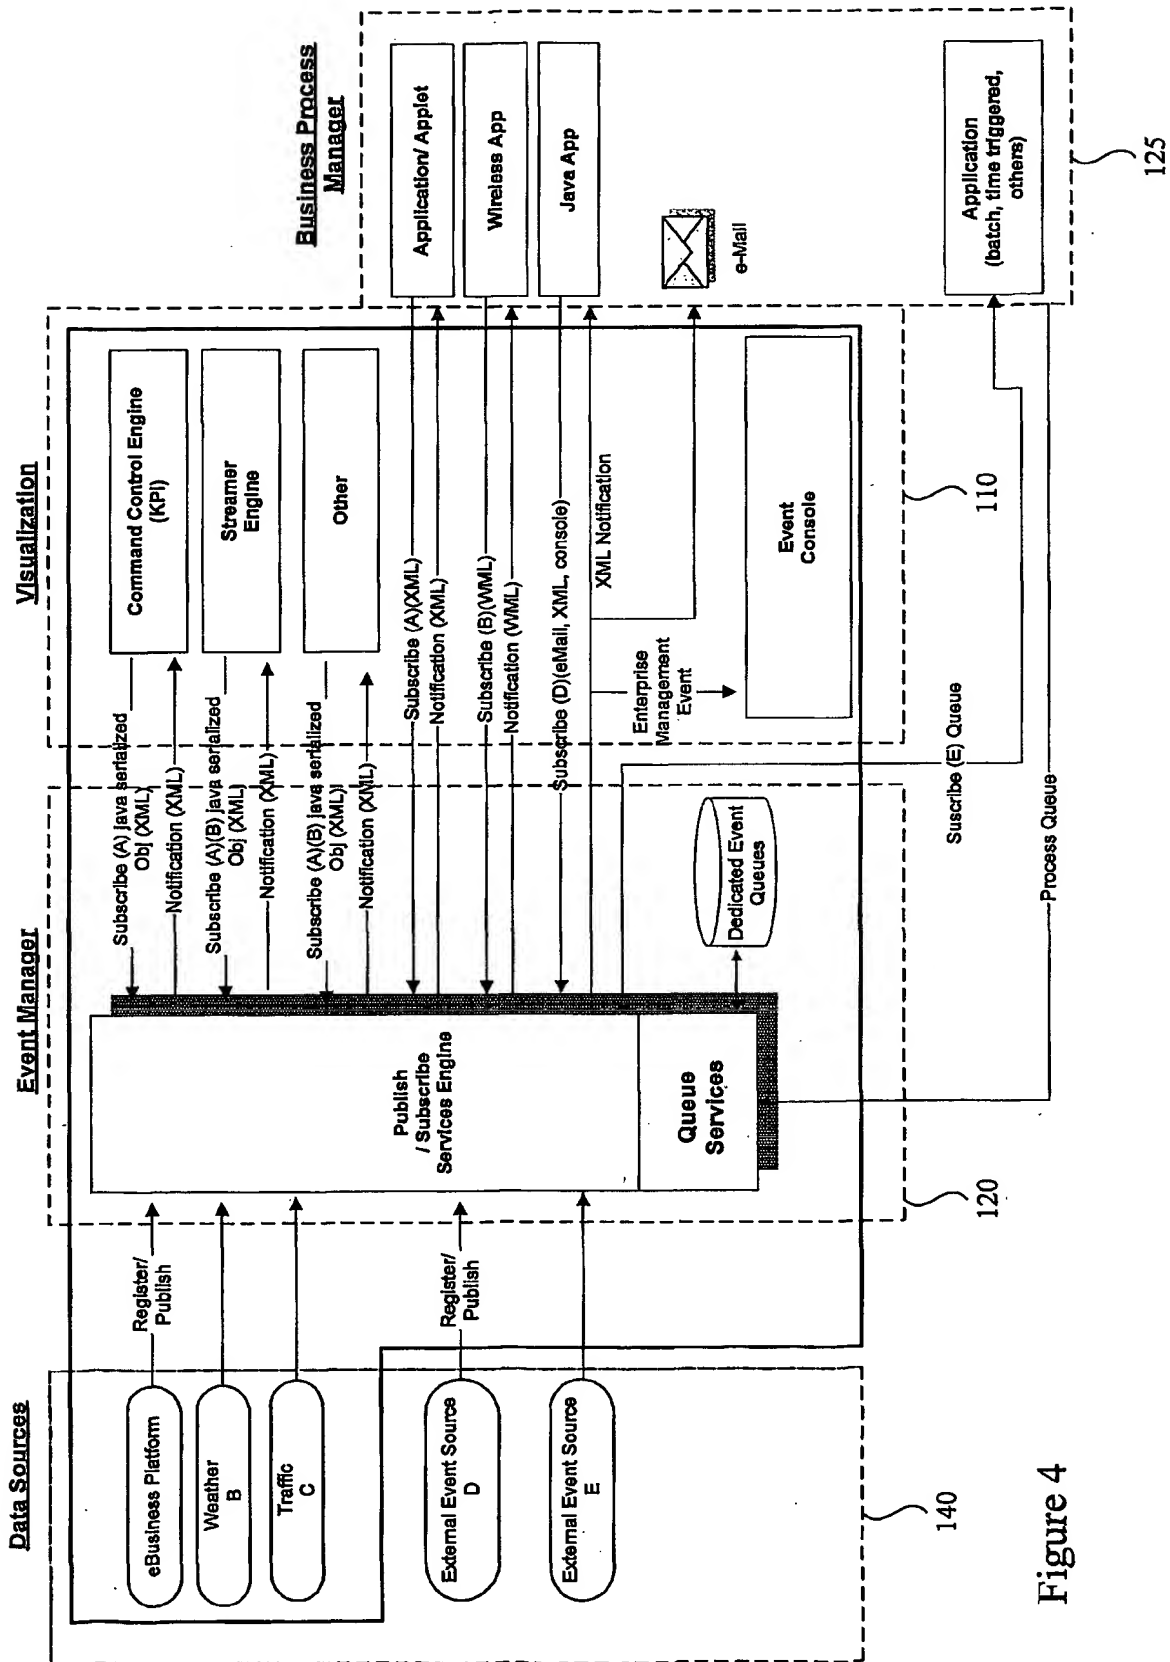 Data Sources
eBusiness Platform
Weather
B
Traffic
C
External Event Source
D
External Event Source
E
140
Register/
Publish
Register/
Publish
Event Manager
Publish
/ Subscribe
Services Engine
Queue
Services
Dedicated Event
Queues
120
Subscribe (A) java serialized
Obj (XML)
Notification (XML)
Subscribe (A)(B) java serialized
Obj (XML)
Notification (XML)
Subscribe (A)(B) java serialized
Obj (XML)
Notification (XML)
Subscribe (A)(XML)
Notification (XML)
Subscribe (B)(WML)
Notification (WML)
Subscribe (D)(eMail, XML, console)
XML Notification
Enterprise
Management
Event
Visualization
Command Control Engine
(KPI)
Streamer
Engine
Other
Event
Console
110
Suscribe (E) Queue
Process Queue
Business Process
Manager
Application/ Applet
Wireless App
Java App
e-Mail
Application
(batch, time triggered,
others)
125
Figure 4